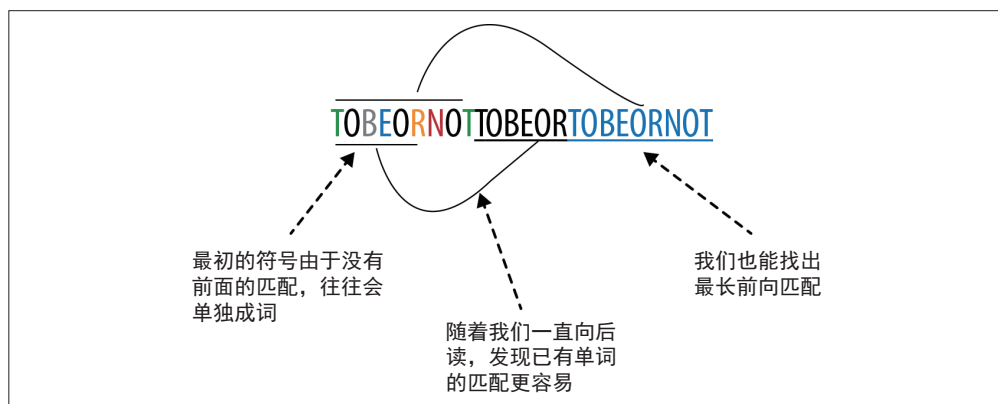 TOBEORNOTTOBEORTOBEORNOT
最初的符号由于没有
前面的匹配，往往会
单独成词
我们也能找出
最长前向匹配
随着我们一直向后
读，发现已有单词
的匹配更容易